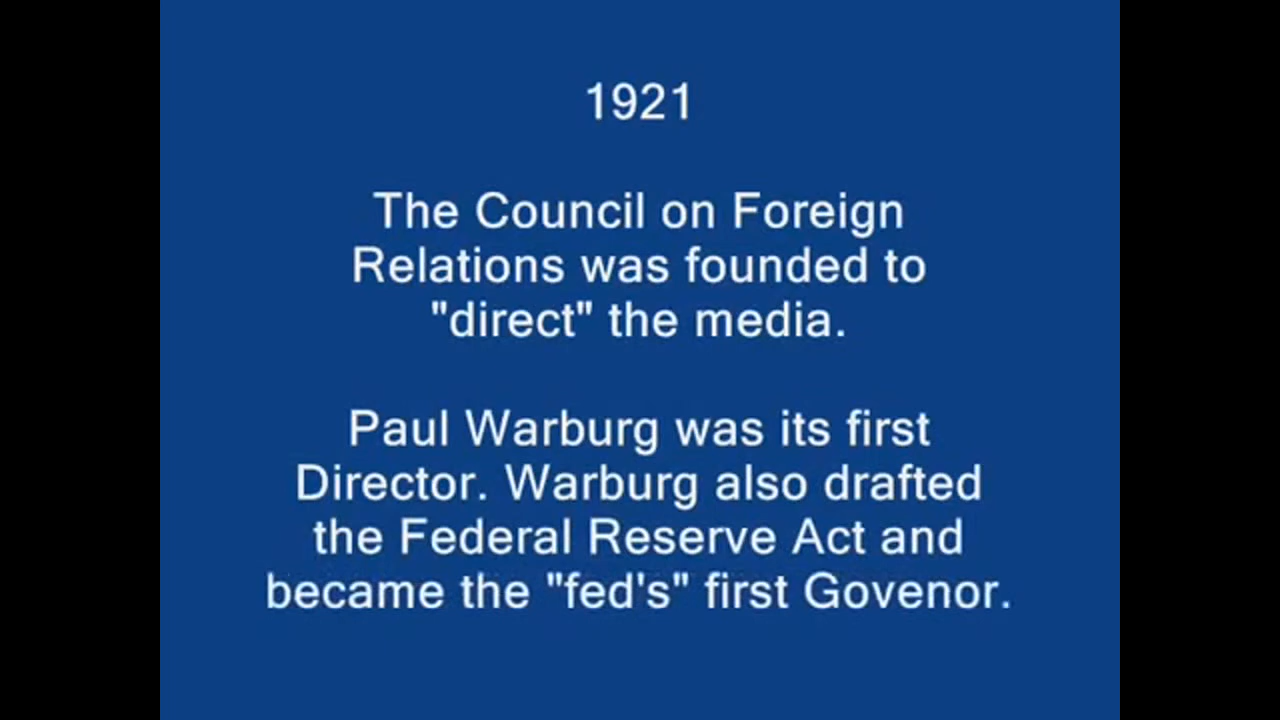 1921
The Council on Foreign
Relations was founded to
"direct" the media.
Paul Warburg was its first
Director. Warburg also drafted
the Federal Reserve Act and
became the "fed's" first Govenor.